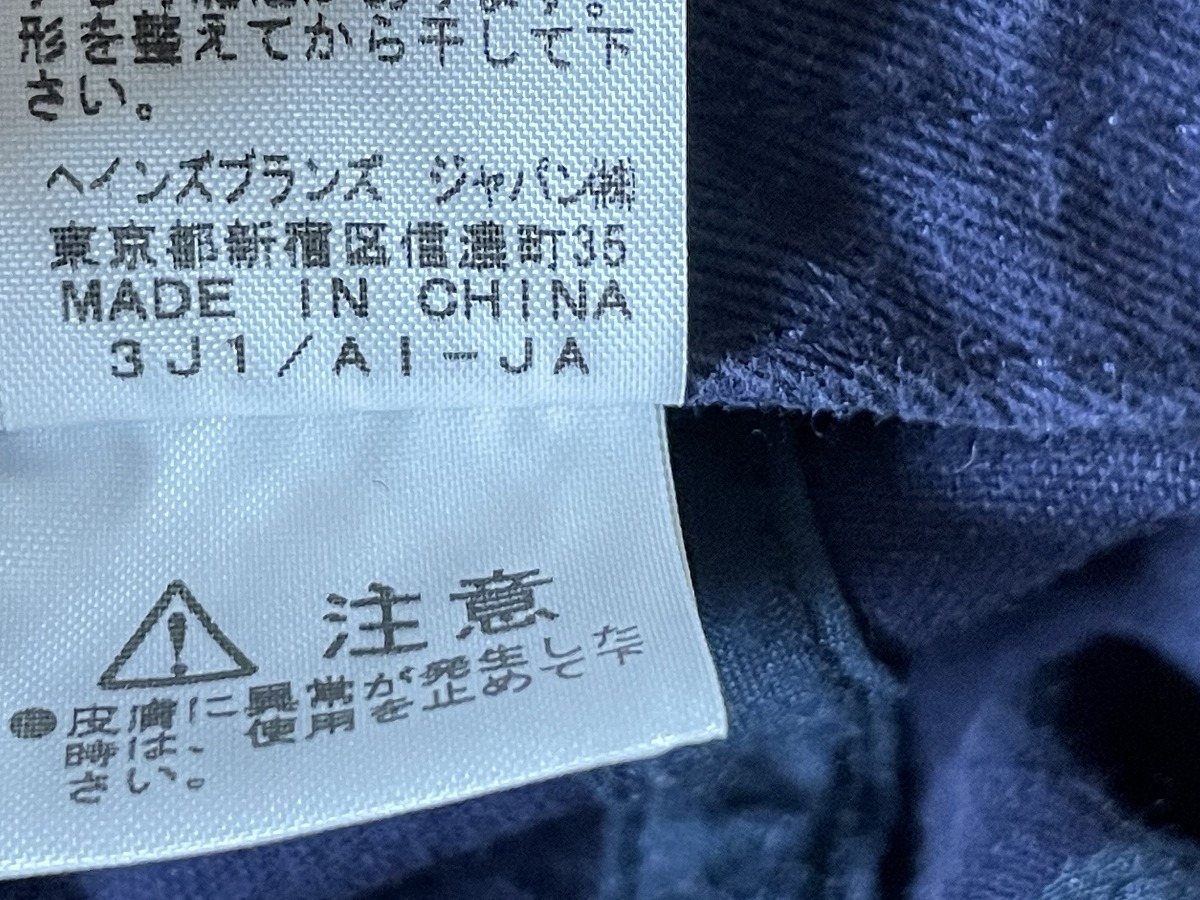 形を整えてから干して下
さい。
ヘインズブランズ ジャパン㈱
東京都新宿区信濃町35
MADE IN CHINA
3J1/AI-JA
注意
●皮膚に異常が発生した
時は、使用を止めて下
さい。